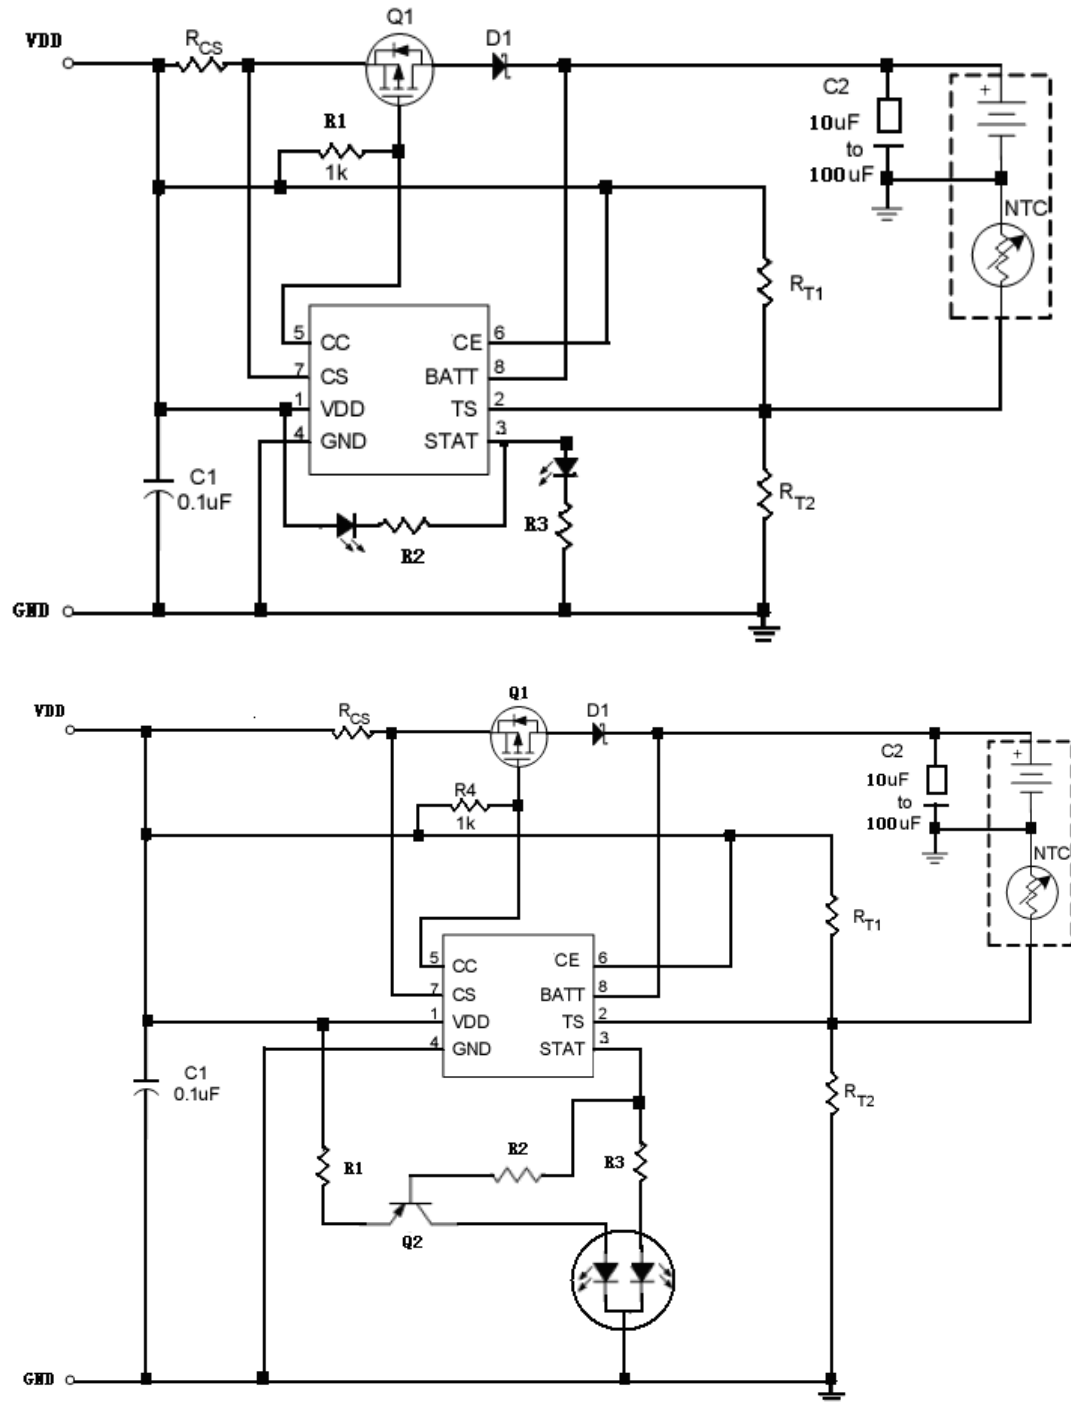 Q1
VDD
RCS
D1
C2
10uF
to
100uF
+
R1
1k
NTC
RT1
5 CC CE 6
7 CS BATT 8
1 VDD TS 2
4 GND STAT 3
C1
0.1uF
RT2
R3
R2
GND
Q1
VDD
RCS
D1
C2
10uF
to
100uF
+
R4
1k
NTC
RT1
5 CC CE 6
7 CS BATT 8
1 VDD TS 2
4 GND STAT 3
C1
0.1uF
RT2
R2
R3
R1
Q2
GND